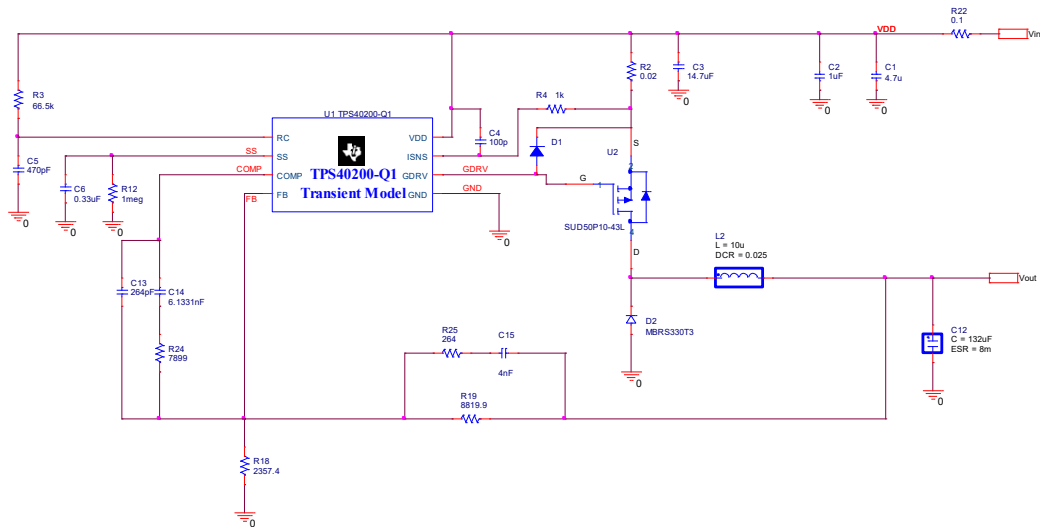 R22
0.1
VDD
Vin
R3
66.5k
R2
0.02
C3
14.7uF
C2
1uF
C1
4.7u
R4 1k
U1 TPS40200-Q1
RC
SS
COMP
FB
VDD
ISNS
GDRV
GND
TPS40200-Q1
Transient Model
C4
100p
D1
U2
S
2
G
1
4
D
SUD50P10-43L
GDRV
GND
0
SS
COMP
FB
C5
470pF
0
C6
0.33uF
0
R12
1meg
0
0
0
0
C13
264pF
C14
6.1331nF
R24
7899
R25
264
C15
4nF
R19
8819.9
R18
2357.4
0
L2
L = 10u
DCR = 0.025
Vout
D2
MBRS330T3
0
C12
C = 132uF
ESR = 8m
0